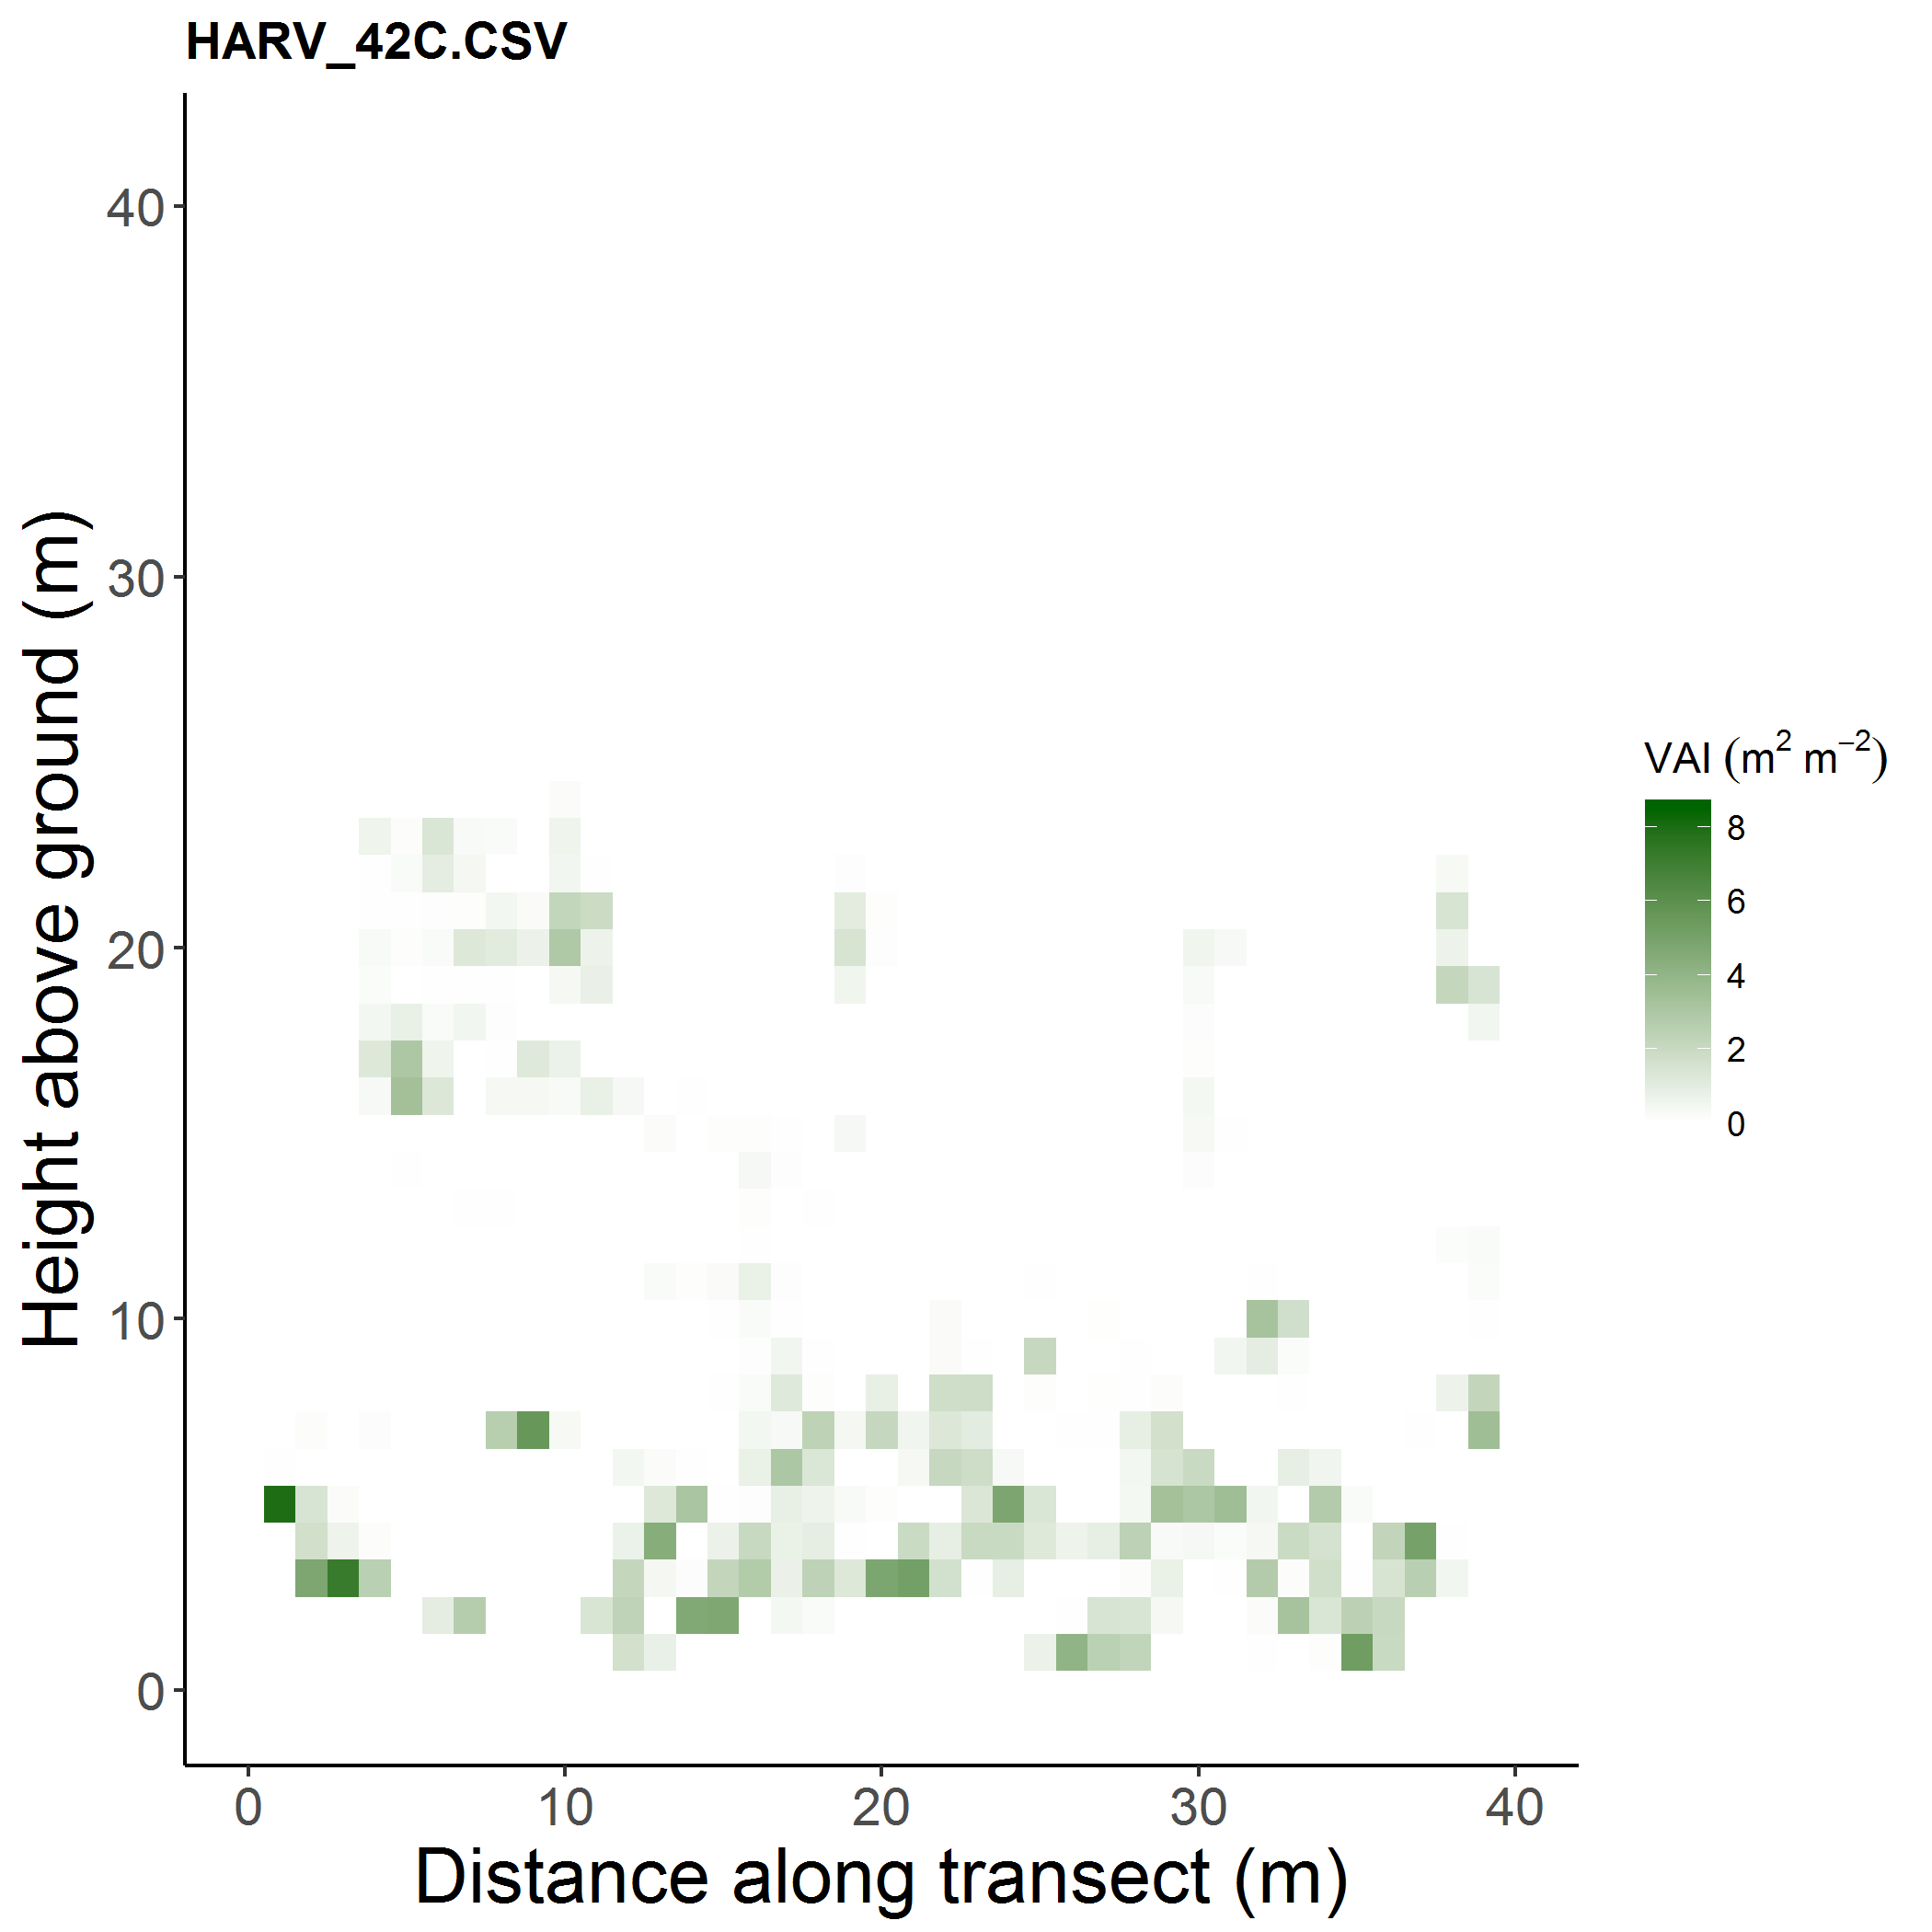 HARV_42C.CSV
40
30
20
10
0
Height above ground (m)
0 10 20 30 40
Distance along transect (m)
VAI (m² m⁻²)
8
6
4
2
0